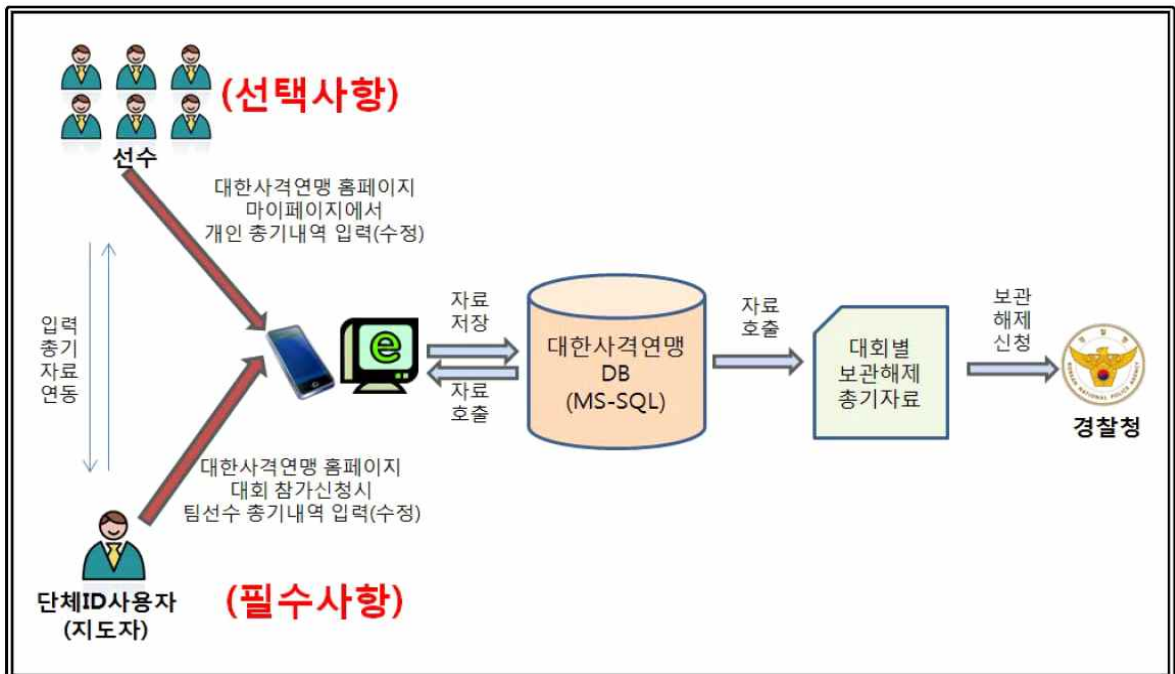 (선택사항)
선수
대한사격연맹 홈페이지
마이페이지에서
개인 총기내역 입력(수정)
입력
총기
자료
연동
자료
저장
자료
호출
대한사격연맹
DB
(MS-SQL)
자료
호출
대회별
보관해제
총기자료
보관
해제
신청
경찰청
대한사격연맹 홈페이지
대회 참가신청시
팀선수 총기내역 입력(수정)
단체ID사용자
(지도자)
(필수사항)